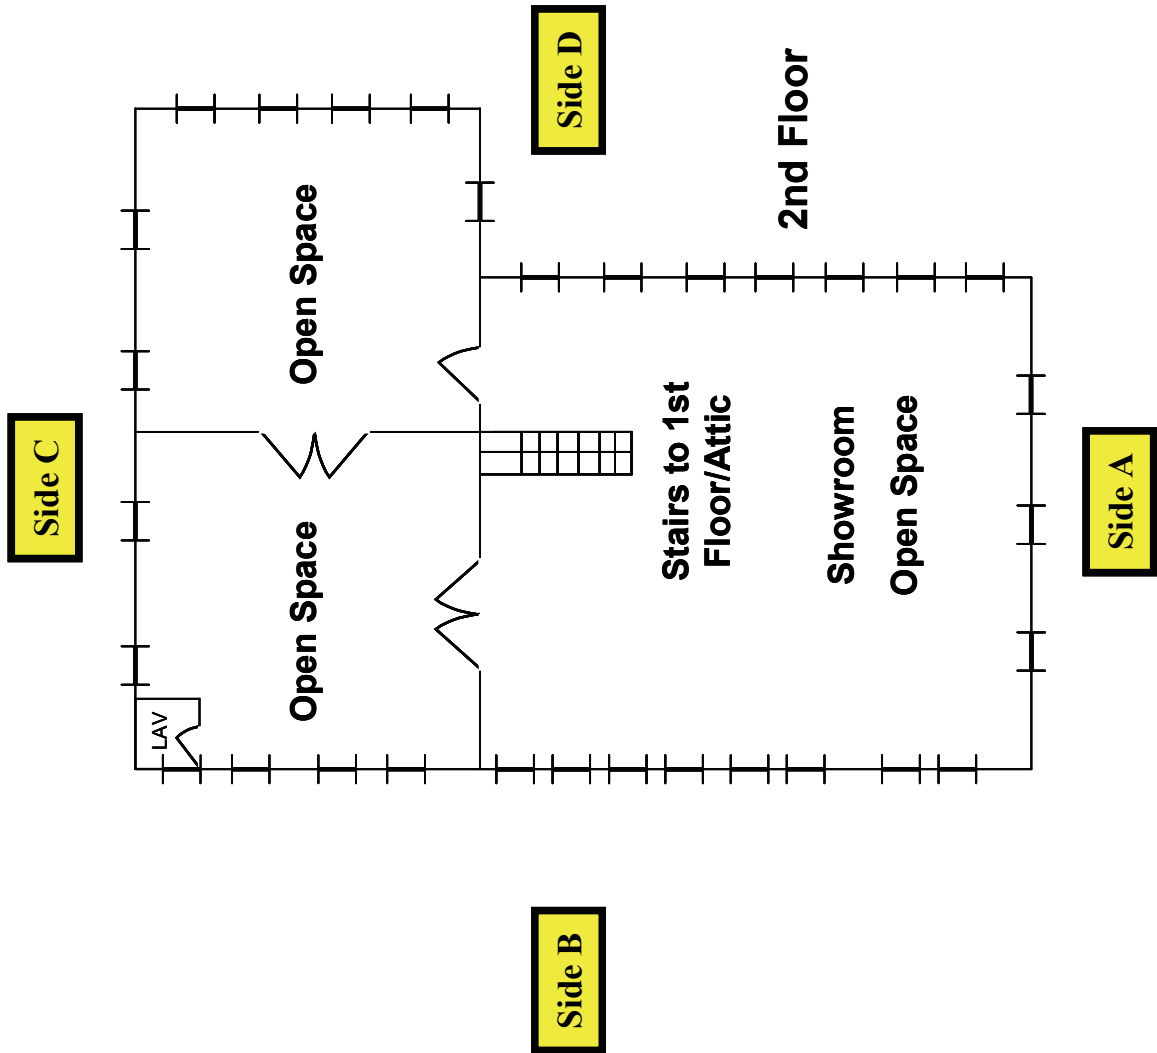 Side C
Side D
Side A
Side B
2nd Floor
LAV
Open Space
Open Space
Stairs to 1st
Floor/Attic
Showroom
Open Space